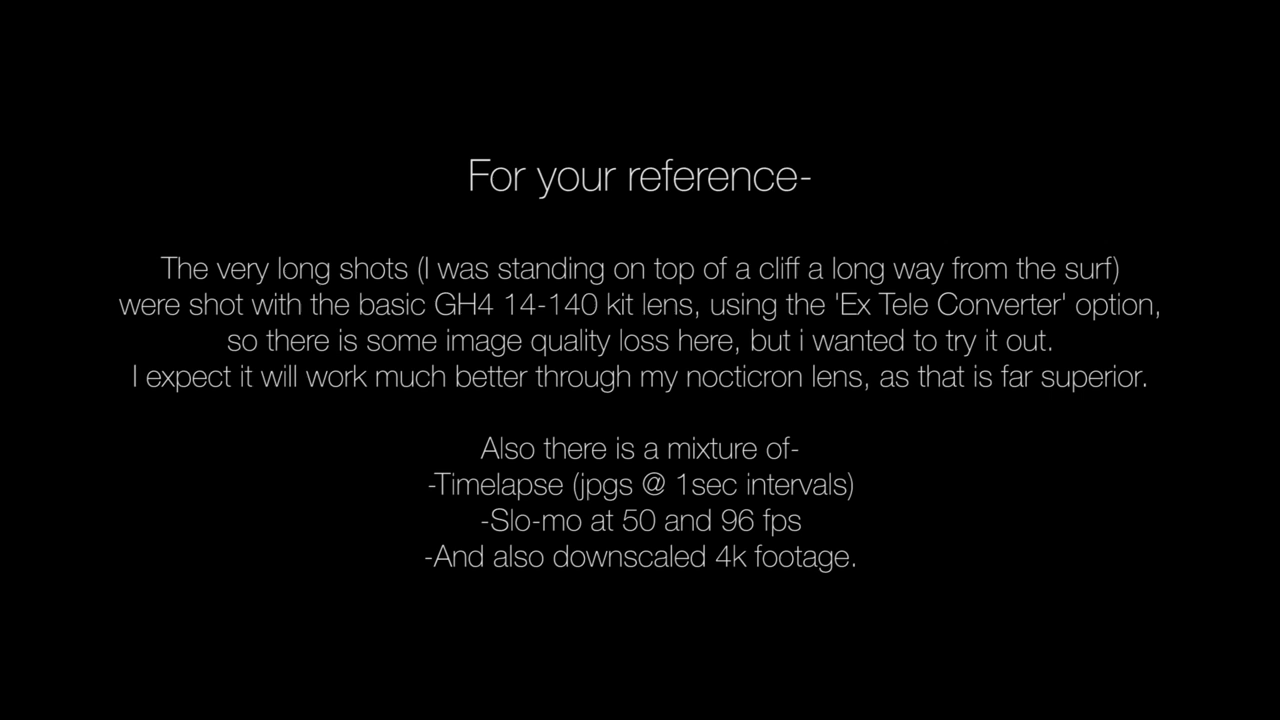 For your reference-
The very long shots (I was standing on top of a cliff a long way from the surf)
were shot with the basic GH4 14-140 kit lens, using the 'Ex Tele Converter' option,
so there is some image quality loss here, but i wanted to try it out.
I expect it will work much better through my nocticron lens, as that is far superior.
Also there is a mixture of-
-Timelapse (jpgs @ 1sec intervals)
-Slo-mo at 50 and 96 fps
-And also downscaled 4k footage.